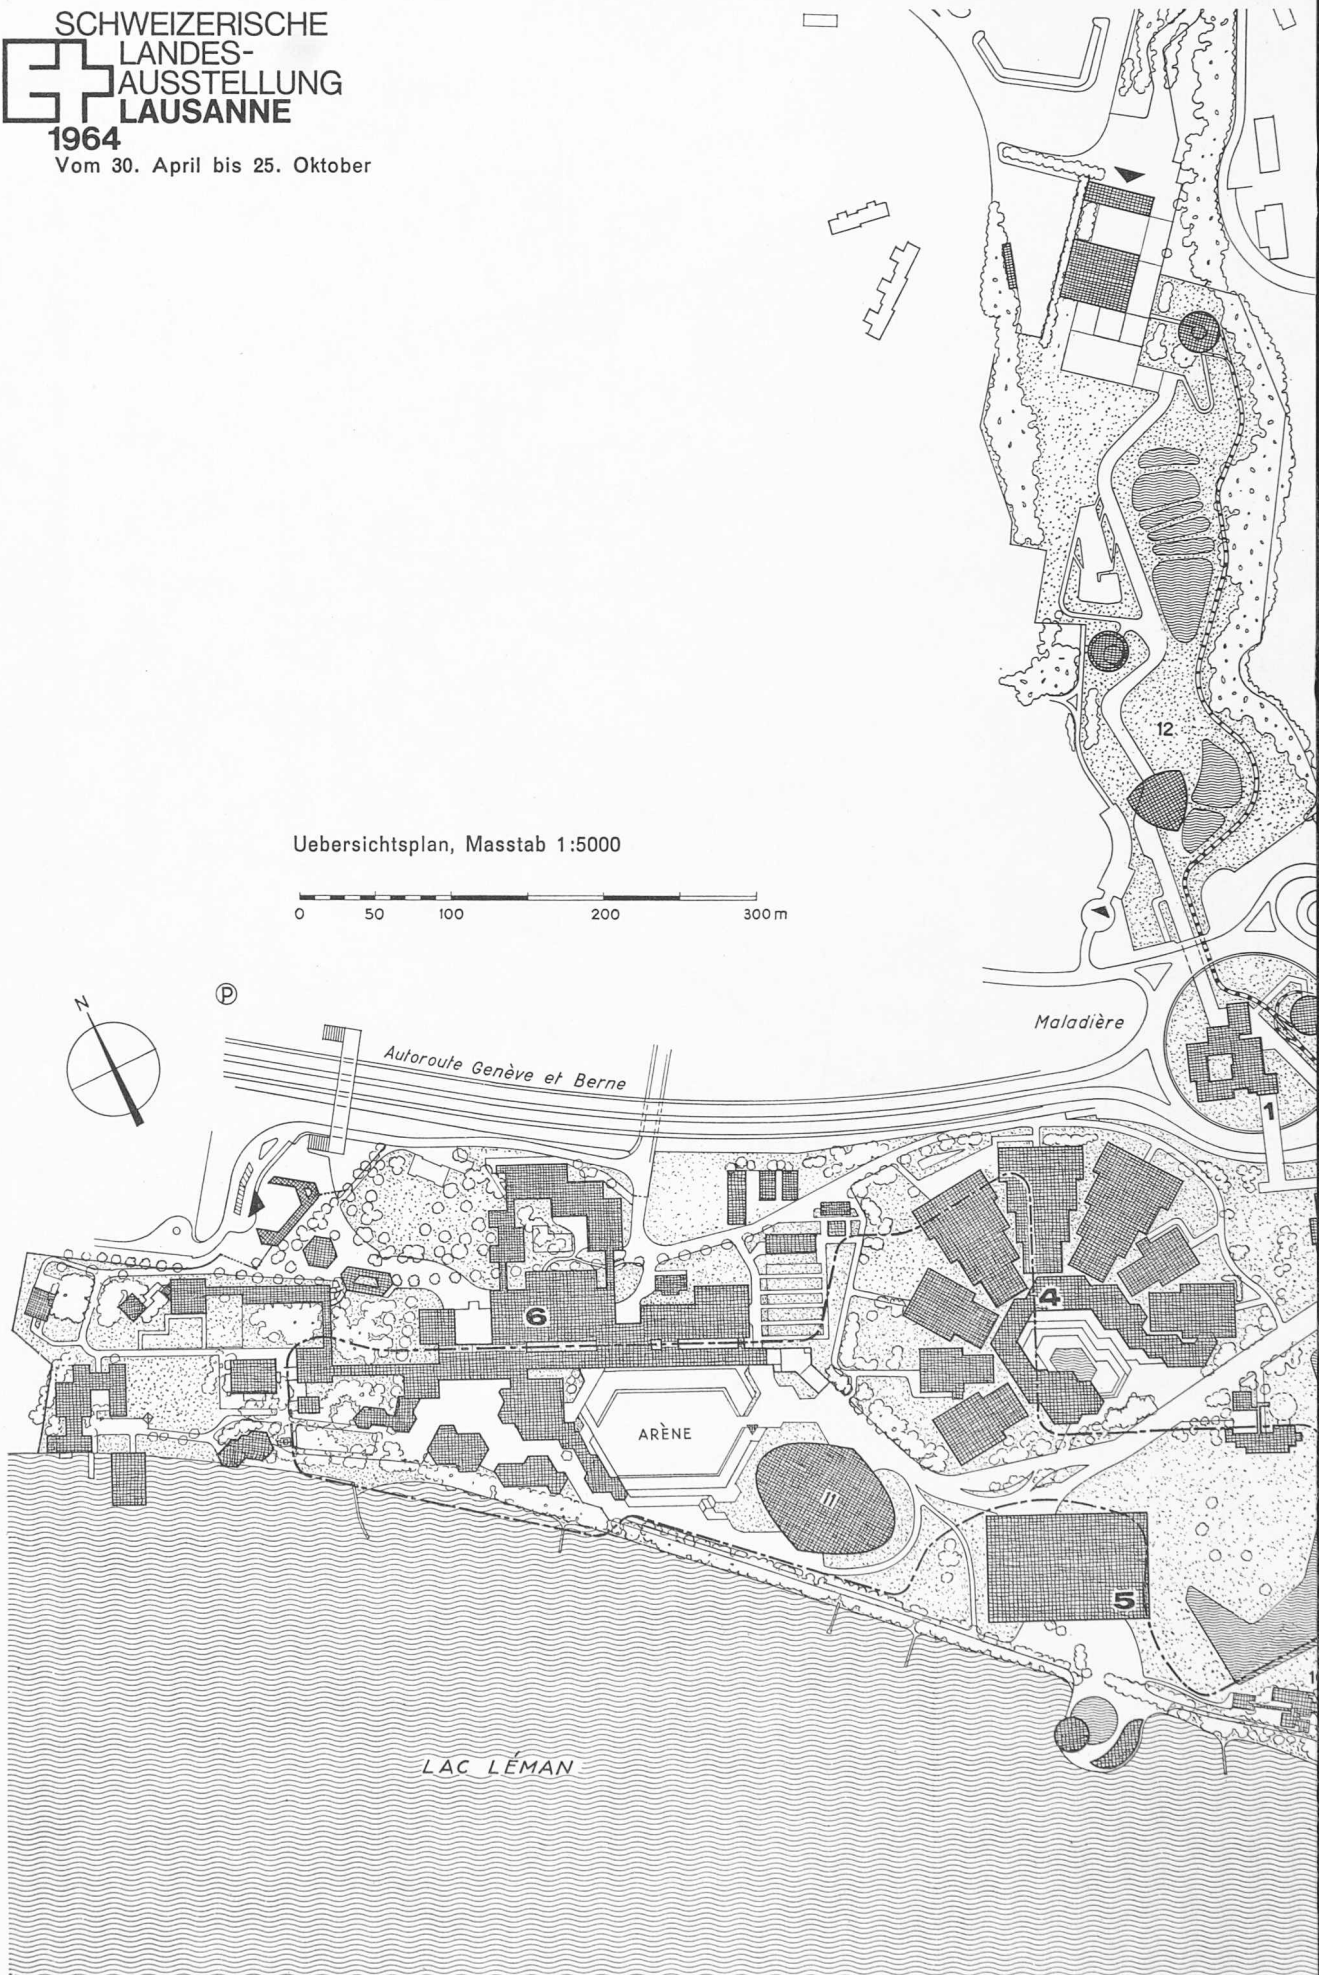 SCHWEIZERISCHE
LANDES-
AUSSTELLUNG
LAUSANNE
1964
Vom 30. April bis 25. Oktober
12
Uebersichtsplan, Masstab 1:5000
0 50 100 200 300 m
N
P
Autoroute Genève et Berne
Maladière
1
4
6
ARÈNE
11
5
LAC LÉMAN